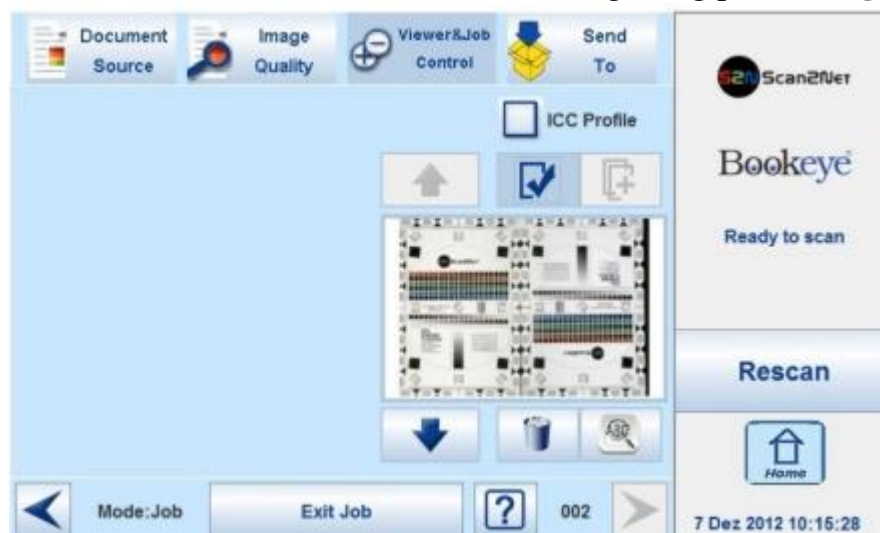 Document Source
Image Quality
Viewer&Job Control
Send To
ICC Profile
S2N Scan2Net
Bookeye
Ready to scan
Rescan
Home
Mode:Job
Exit Job
?
002
7 Dez 2012 10:15:28